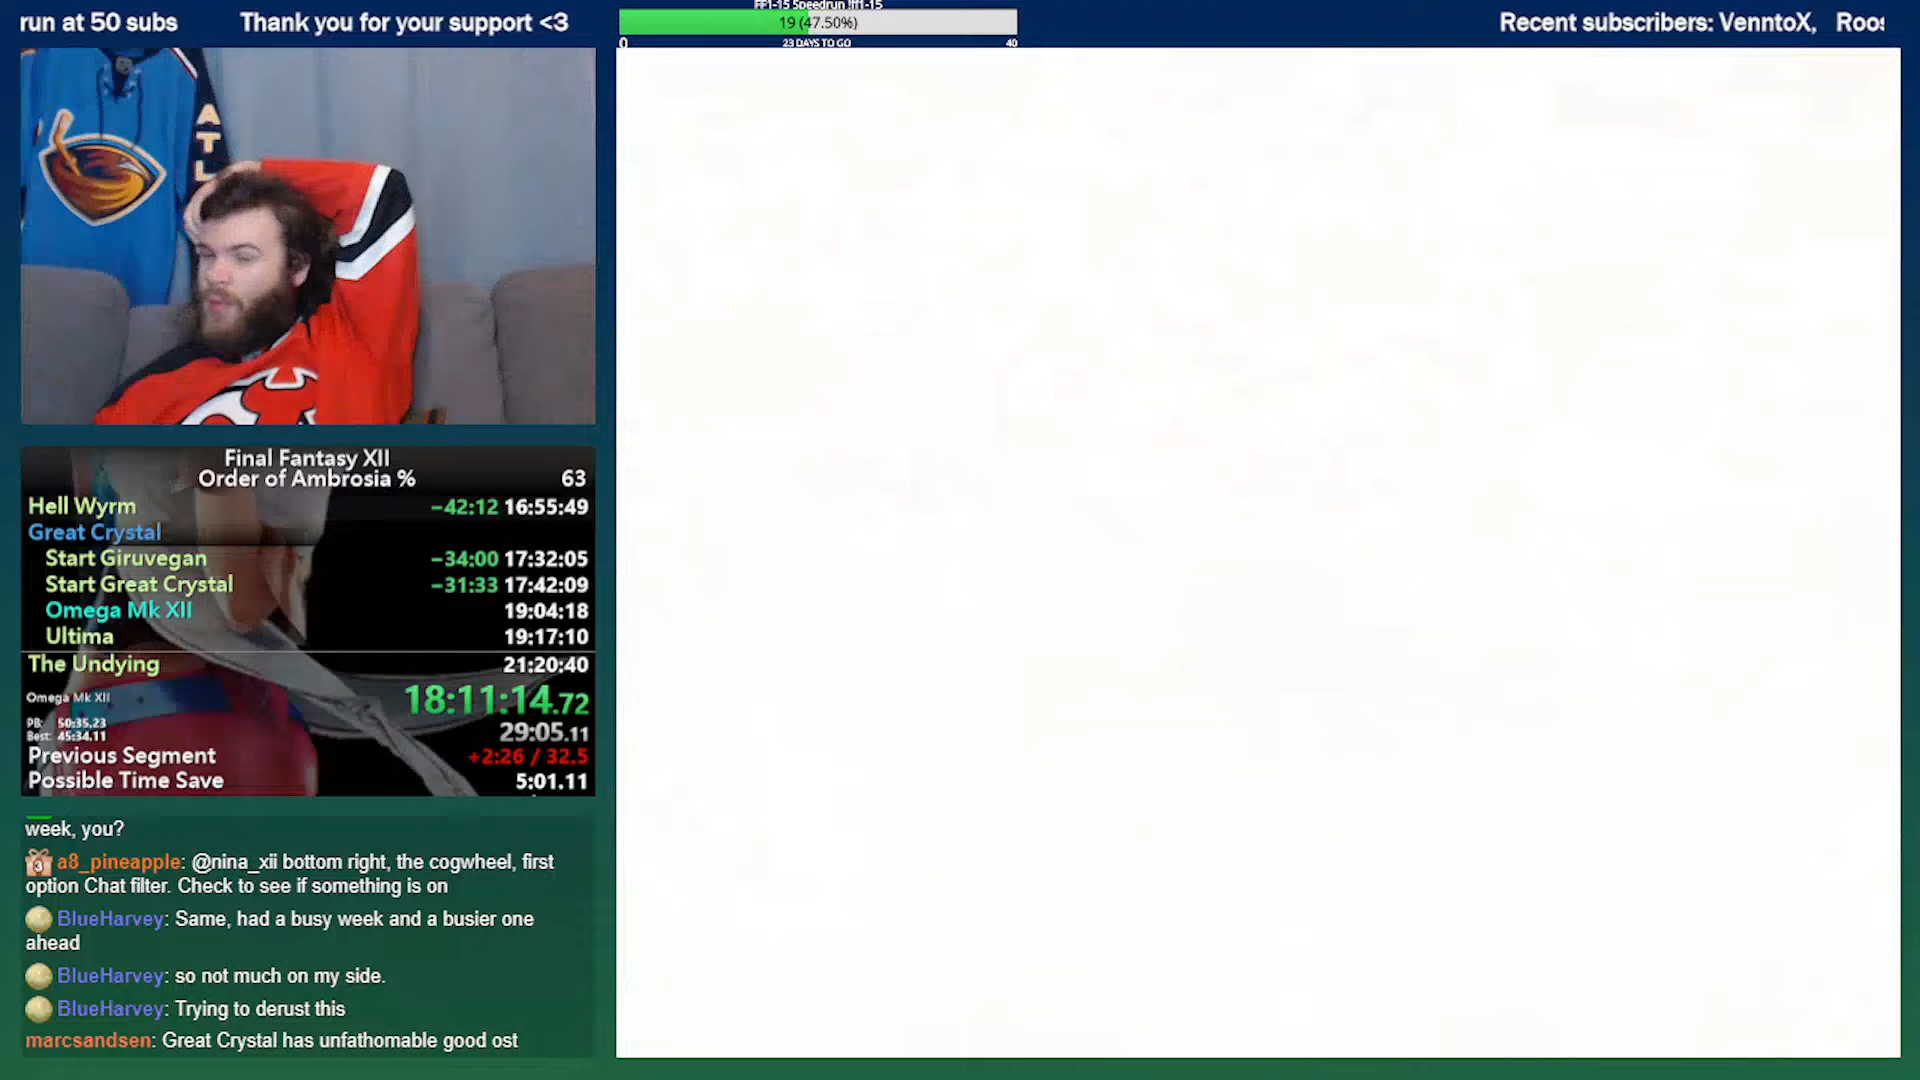 run at 50 subs Thank you for your support <3
FF1-15 Speedrun !ff1-15
19 (47.50%)
0 23 DAYS TO GO 40
Recent subscribers: VenntoX, Roos
ATL
Final Fantasy XII
Order of Ambrosia % 63
Hell Wyrm −42:12 16:55:49
Great Crystal
Start Giruvegan −34:00 17:32:05
Start Great Crystal −31:33 17:42:09
Omega Mk XII 19:04:18
Ultima 19:17:10
The Undying 21:20:40
Omega Mk XII 18:11:14.72
PB: 50:35.23
Best: 45:34.11 29:05.11
Previous Segment +2:26 / 32.5
Possible Time Save 5:01.11
week, you?
3 a8_pineapple: @nina_xii bottom right, the cogwheel, first
option Chat filter. Check to see if something is on
BlueHarvey: Same, had a busy week and a busier one
ahead
BlueHarvey: so not much on my side.
BlueHarvey: Trying to derust this
marcsandsen: Great Crystal has unfathomable good ost